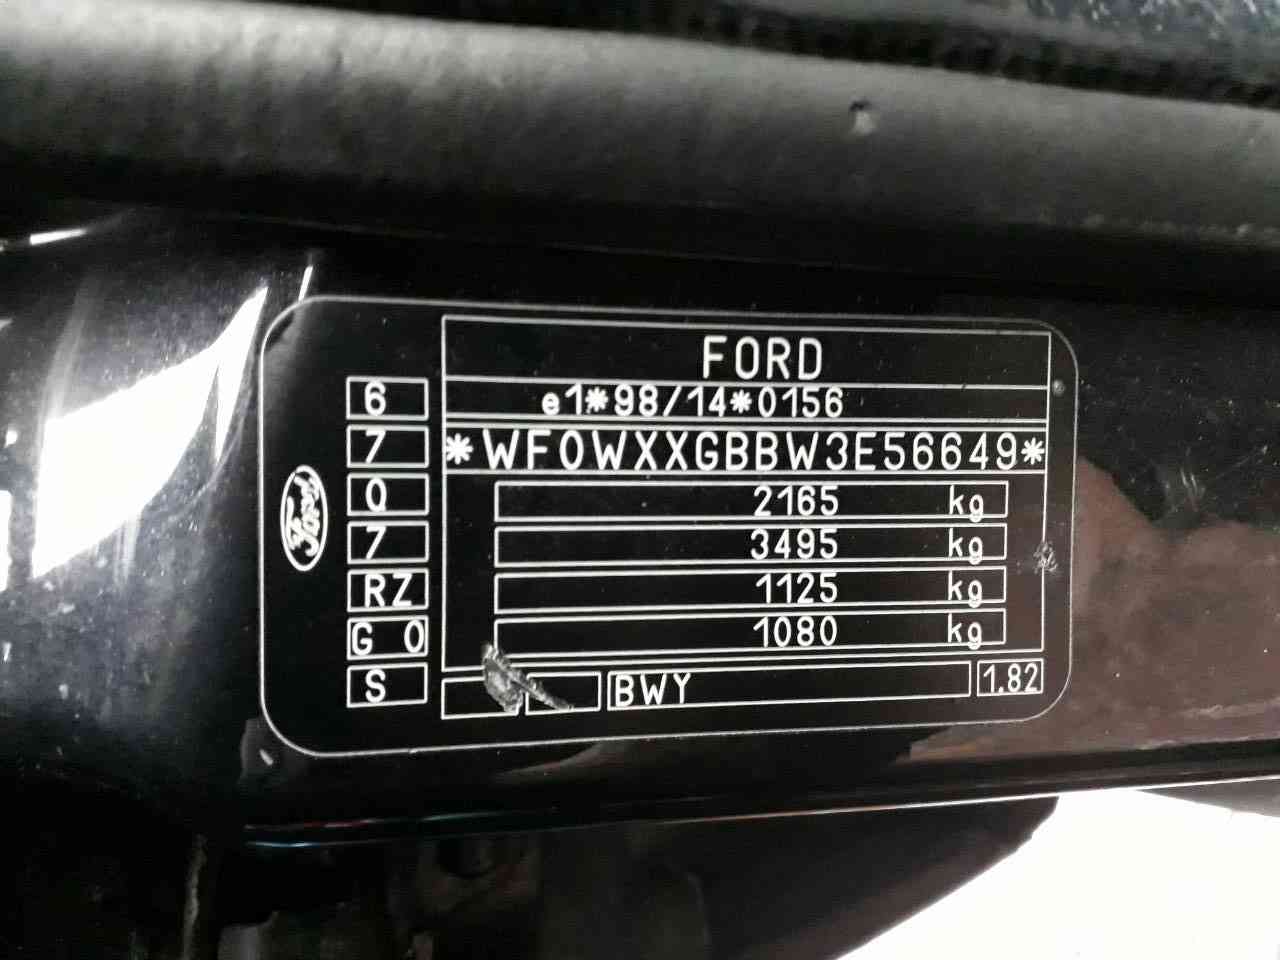 FORD
6
e1*98/14*0156
7
*WF0WXXGBBW3E56649*
Q
2165 kg
7
3495 kg
RZ
1125 kg
G 0
1080 kg
S
BWY
1.82
Ford